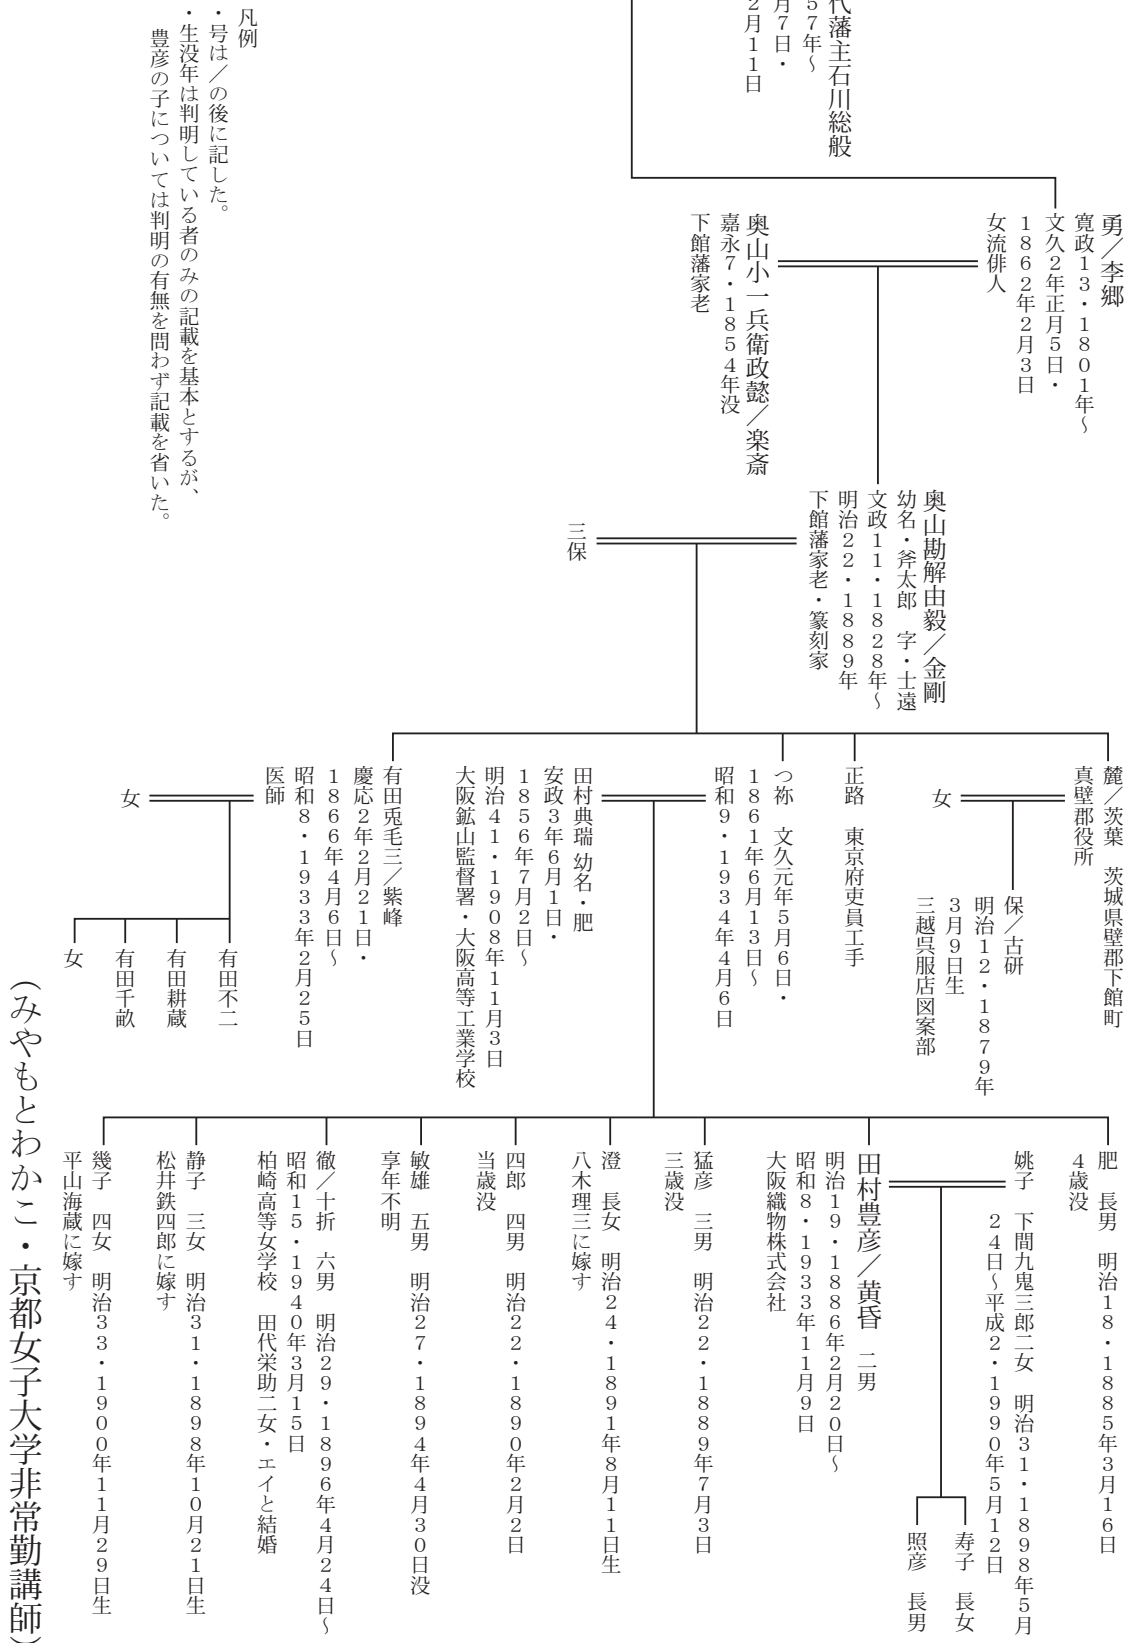 代藩主石川総般
57年～
月7日・
2月11日
勇／李郷
寛政13・1801年～
文久2年正月5日・
1862年2月3日
女流俳人
奥山小一兵衛政懿／楽斎
嘉永7・1854年没
下館藩家老
奥山勘解由毅／金剛
幼名・斧太郎　字・士遠
文政11・1828年～
明治22・1889年
下館藩家老・篆刻家
三保
麓／茨葉　茨城県壁郡下館町
真壁郡役所
女
保／古研
明治12・1879年
3月9日生
三越呉服店図案部
正路　東京府吏員工手
つ祢　文久元年5月6日・
1861年6月13日～
昭和9・1934年4月6日
田村典瑞 幼名・肥
安政3年6月1日・
1856年7月2日～
明治41・1908年11月3日
大阪鉱山監督署・大阪高等工業学校
有田兎毛三／紫峰
慶応2年2月21日・
1866年4月6日～
昭和8・1933年2月25日
医師
女
有田不二
有田耕蔵
有田千畝
女
肥　長男　明治18・1885年3月16日
4歳没
姚子　下間九鬼三郎二女　明治31・1898年5月
24日～平成2・1990年5月12日
田村豊彦／黄昏　二男
明治19・1886年2月20日～
昭和8・1933年11月9日
大阪織物株式会社
寿子　長女
照彦　長男
猛彦　三男　明治22・1889年7月3日
三歳没
澄　長女　明治24・1891年8月11日生
八木理三に嫁す
四郎　四男　明治22・1890年2月2日
当歳没
敏雄　五男　明治27・1894年4月30日没
享年不明
徹／十折　六男　明治29・1896年4月24日～
昭和15・1940年3月15日
柏崎高等女学校　田代栄助二女・エイと結婚
静子　三女　明治31・1898年10月21日生
松井鉄四郎に嫁す
幾子　四女　明治33・1900年11月29日生
平山海蔵に嫁す
凡例
・号は／の後に記した。
・生没年は判明している者のみの記載を基本とするが、
豊彦の子については判明の有無を問わず記載を省いた。
（みやもとわかこ・京都女子大学非常勤講師）